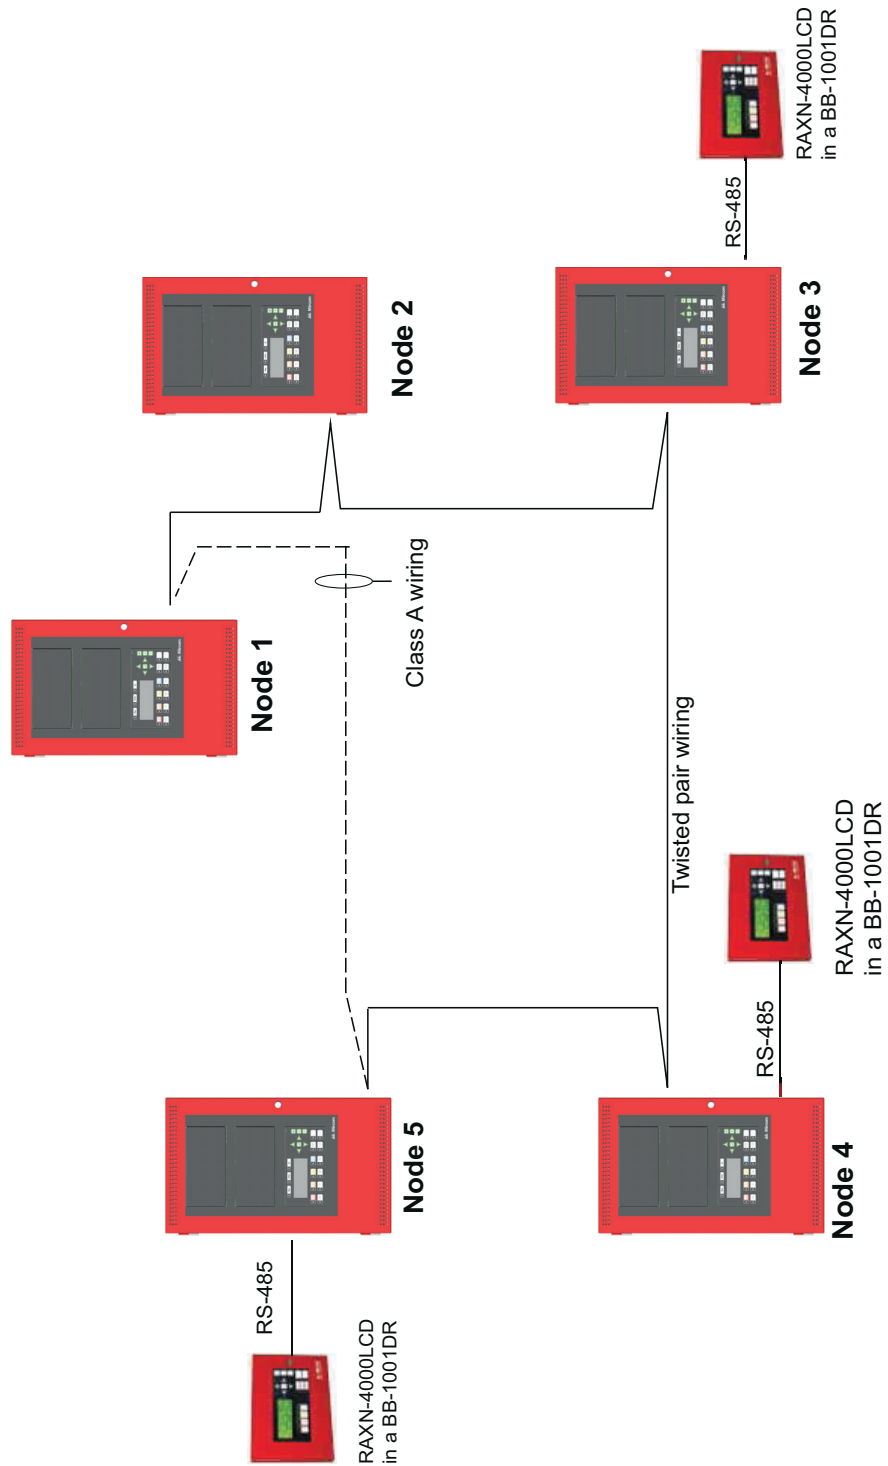 Node 1
Node 5
Node 2
RS-485
RAXN-4000LCD
in a BB-1001DR
Class A wiring
Twisted pair wiring
Node 4
RS-485
RAXN-4000LCD
in a BB-1001DR
Node 3
RS-485
RAXN-4000LCD
in a BB-1001DR